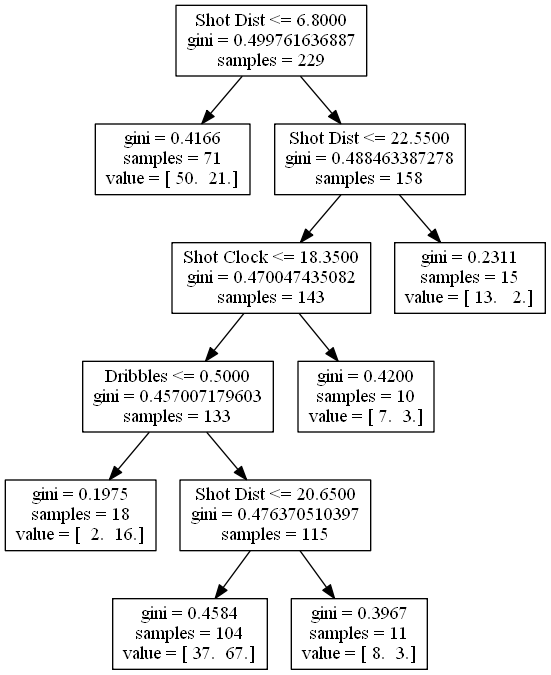 Shot Dist <= 6.8000
gini = 0.499761636887
samples = 229
gini = 0.4166
samples = 71
value = [ 50. 21.]
Shot Dist <= 22.5500
gini = 0.488463387278
samples = 158
Shot Clock <= 18.3500
gini = 0.470047435082
samples = 143
gini = 0.2311
samples = 15
value = [ 13. 2.]
Dribbles <= 0.5000
gini = 0.457007179603
samples = 133
gini = 0.4200
samples = 10
value = [ 7. 3.]
gini = 0.1975
samples = 18
value = [ 2. 16.]
Shot Dist <= 20.6500
gini = 0.476370510397
samples = 115
gini = 0.4584
samples = 104
value = [ 37. 67.]
gini = 0.3967
samples = 11
value = [ 8. 3.]